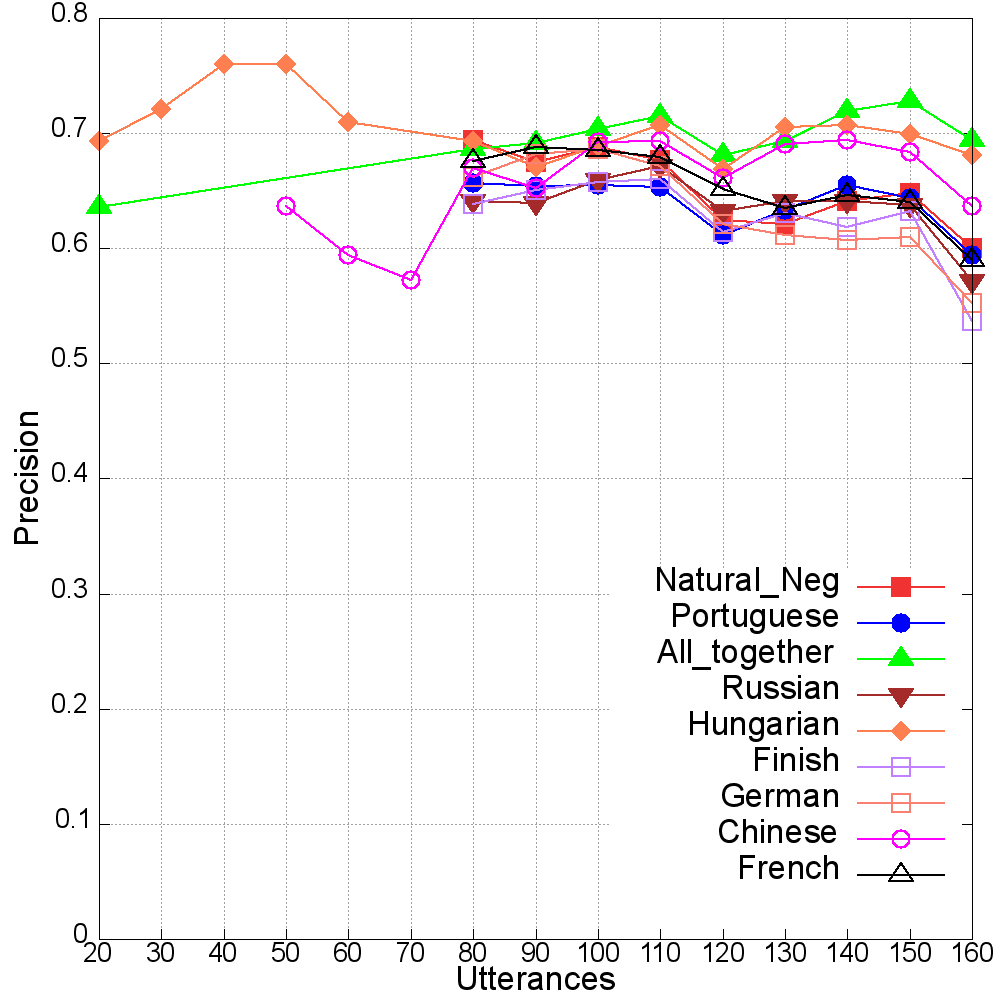 0.8
0.7
0.6
0.5
0.4
0.3
0.2
0.1
0
Precision
Natural_Neg
Portuguese
All_together
Russian
Hungarian
Finish
German
Chinese
French
20 30 40 50 60 70 80 90 100 110 120 130 140 150 160
Utterances